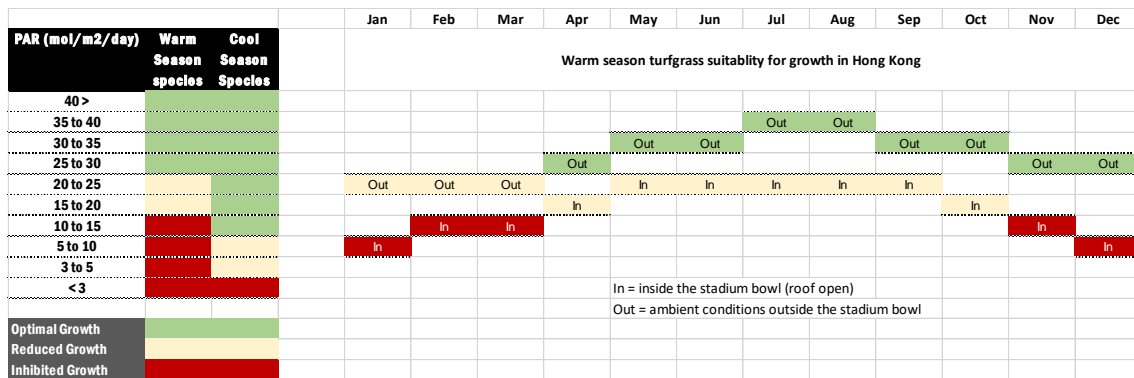 Jan Feb Mar Apr May Jun Jul Aug Sep Oct Nov Dec
PAR (mol/m2/day) Warm Season species Cool Season Species
Warm season turfgrass suitablity for growth in Hong Kong
40 >
35 to 40 Out Out
30 to 35 Out Out Out Out
25 to 30 Out Out Out
20 to 25 Out Out Out In In In In In
15 to 20 In In
10 to 15 In In In
5 to 10 In In
3 to 5
< 3 In = inside the stadium bowl (roof open)
Out = ambient conditions outside the stadium bowl
Optimal Growth
Reduced Growth
Inhibited Growth